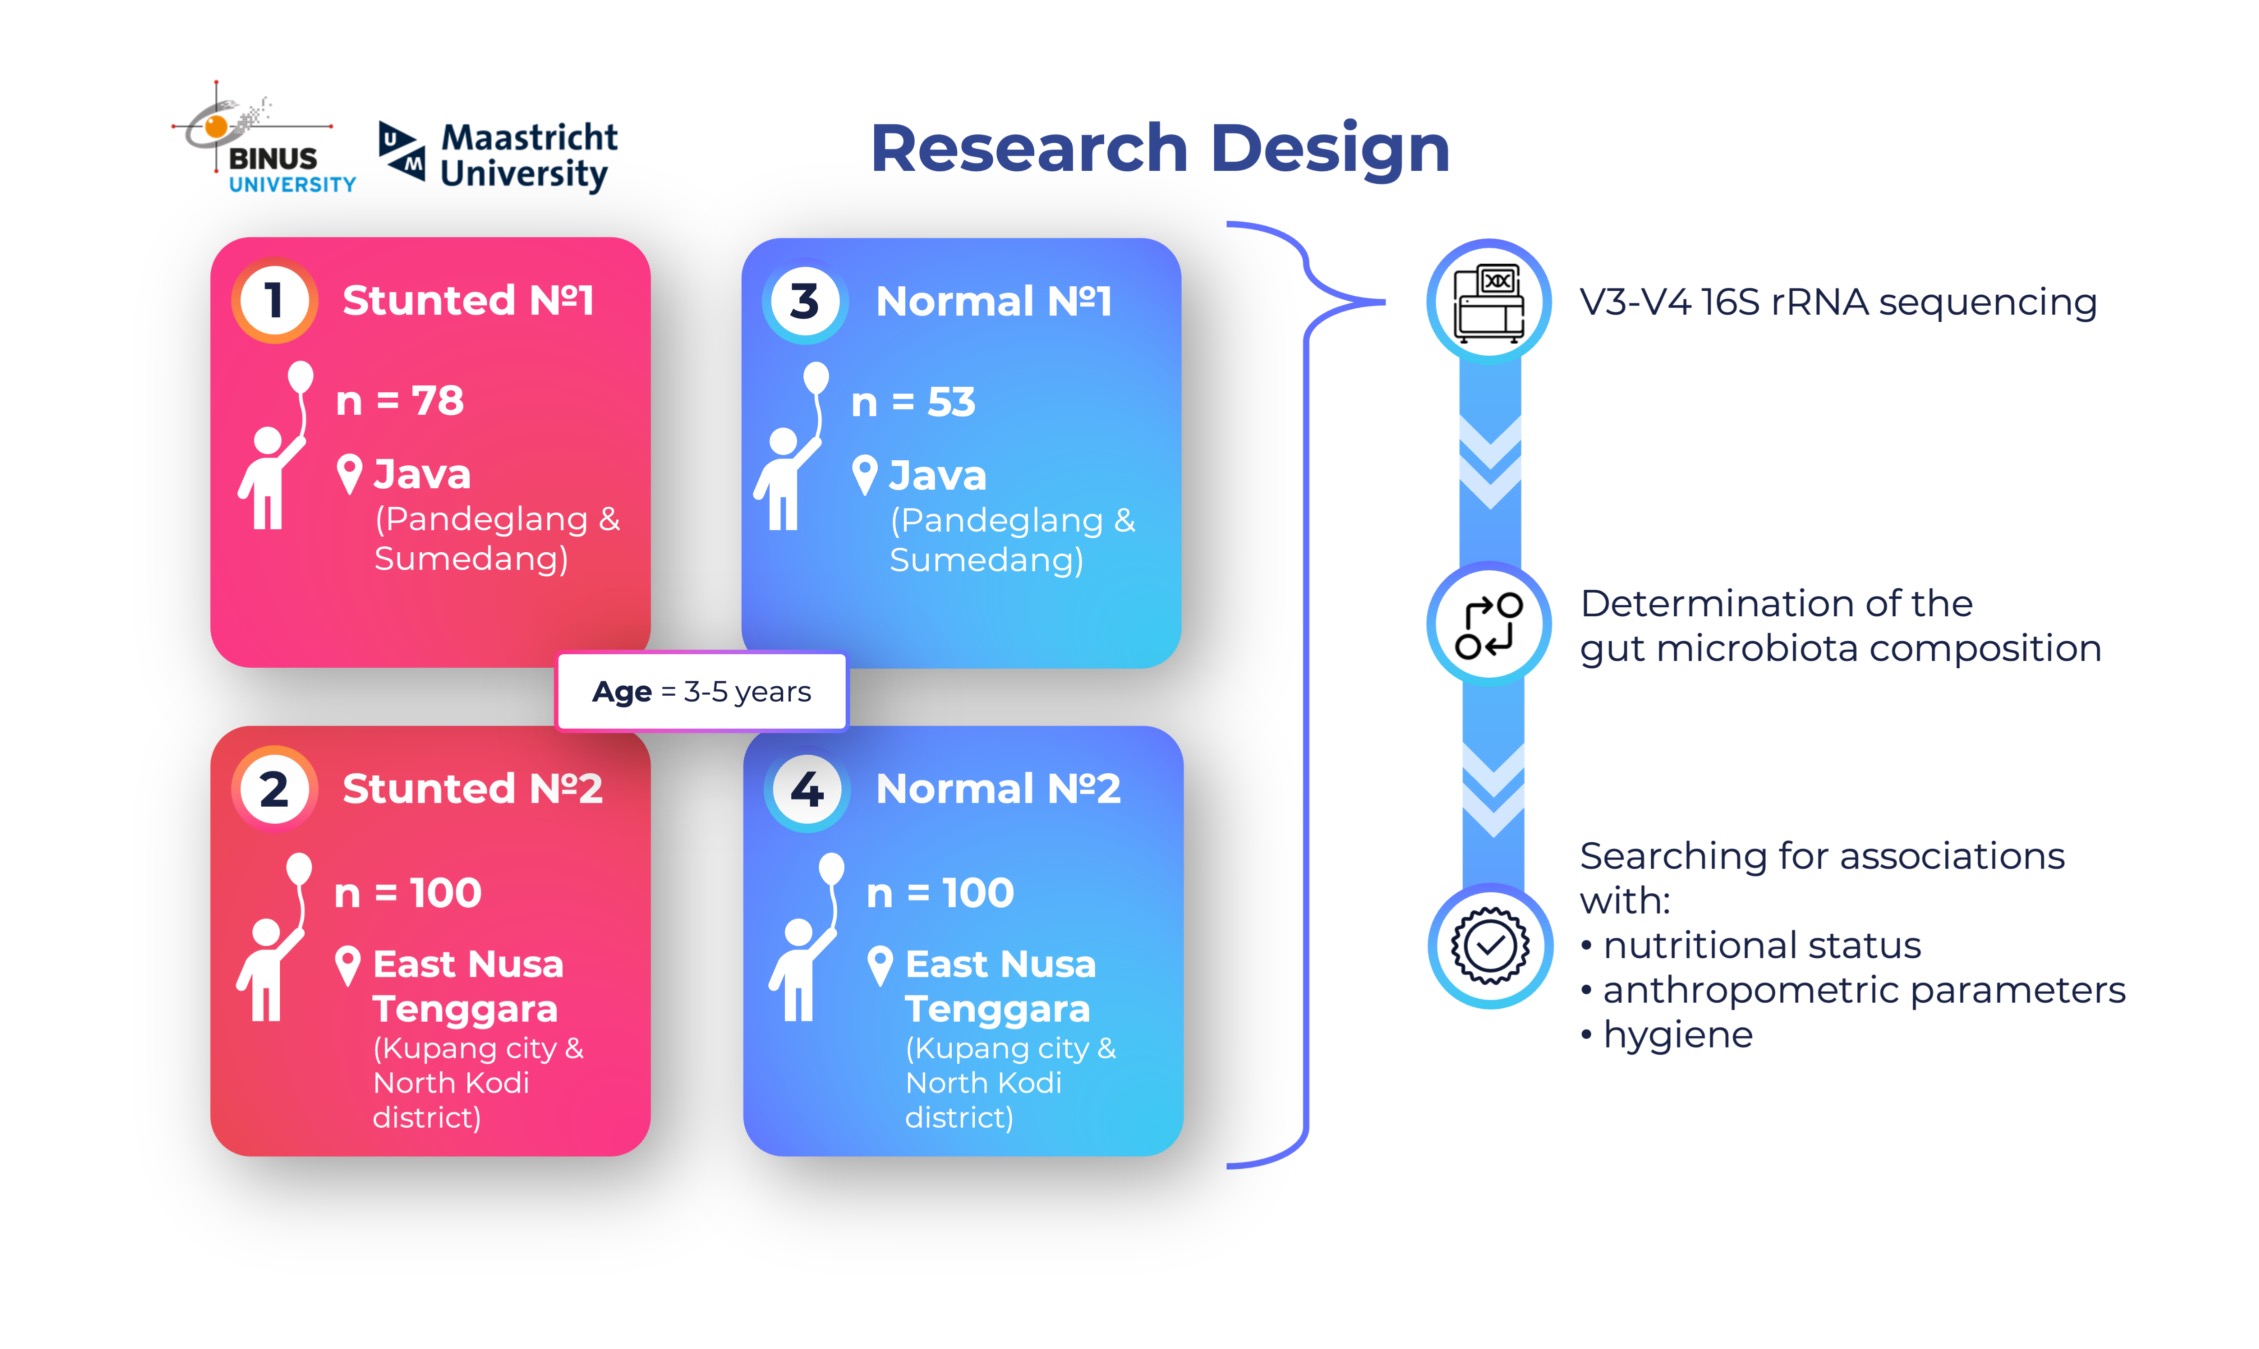 BINUS
UNIVERSITY
U
M
Maastricht
University
Research Design
1
Stunted №1
n = 78
Java
(Pandeglang &
Sumedang)
3
Normal №1
n = 53
Java
(Pandeglang &
Sumedang)
Age = 3-5 years
2
Stunted №2
n = 100
East Nusa
Tenggara
(Kupang city &
North Kodi
district)
4
Normal №2
n = 100
East Nusa
Tenggara
(Kupang city &
North Kodi
district)
V3-V4 16S rRNA sequencing
Determination of the
gut microbiota composition
Searching for associations
with:
• nutritional status
• anthropometric parameters
• hygiene